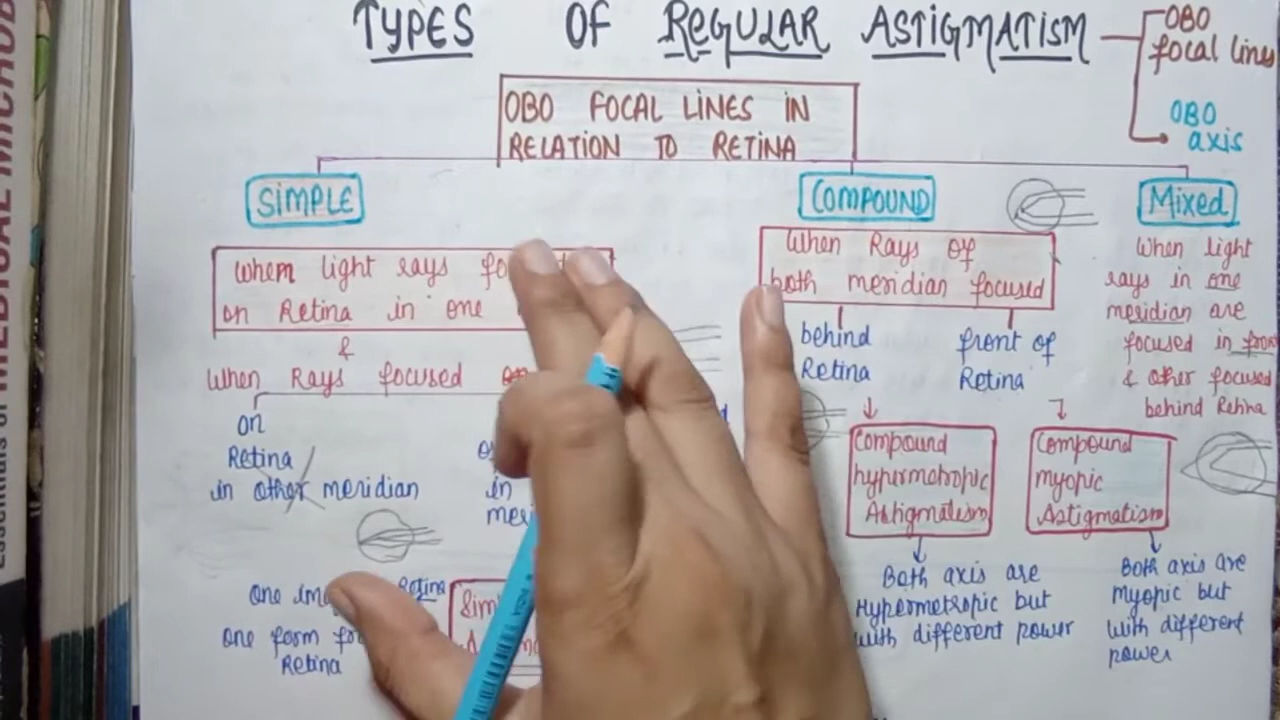 TYPES OF REGULAR ASTIGMATISM
OBO
focal lines
OBO
axis
OBO FOCAL LINES IN
RELATION TO RETINA
SIMPLE
COMPOUND
Mixed
When light rays
on Retina in one
&
When Rays focused
on
Retina
in other meridian
in
One
Retina
One form
Retina
When Rays of
both meridian focused
behind
Retina
front of
Retina
Compound
hypermetropic
Astigmatism
Compound
myopic
Astigmatism
Both axis are
Hypermetropic but
with different power
Both axis are
myopic but
with different
power
When light
rays in one
meridian are
focused in
& other focused
behind Retina